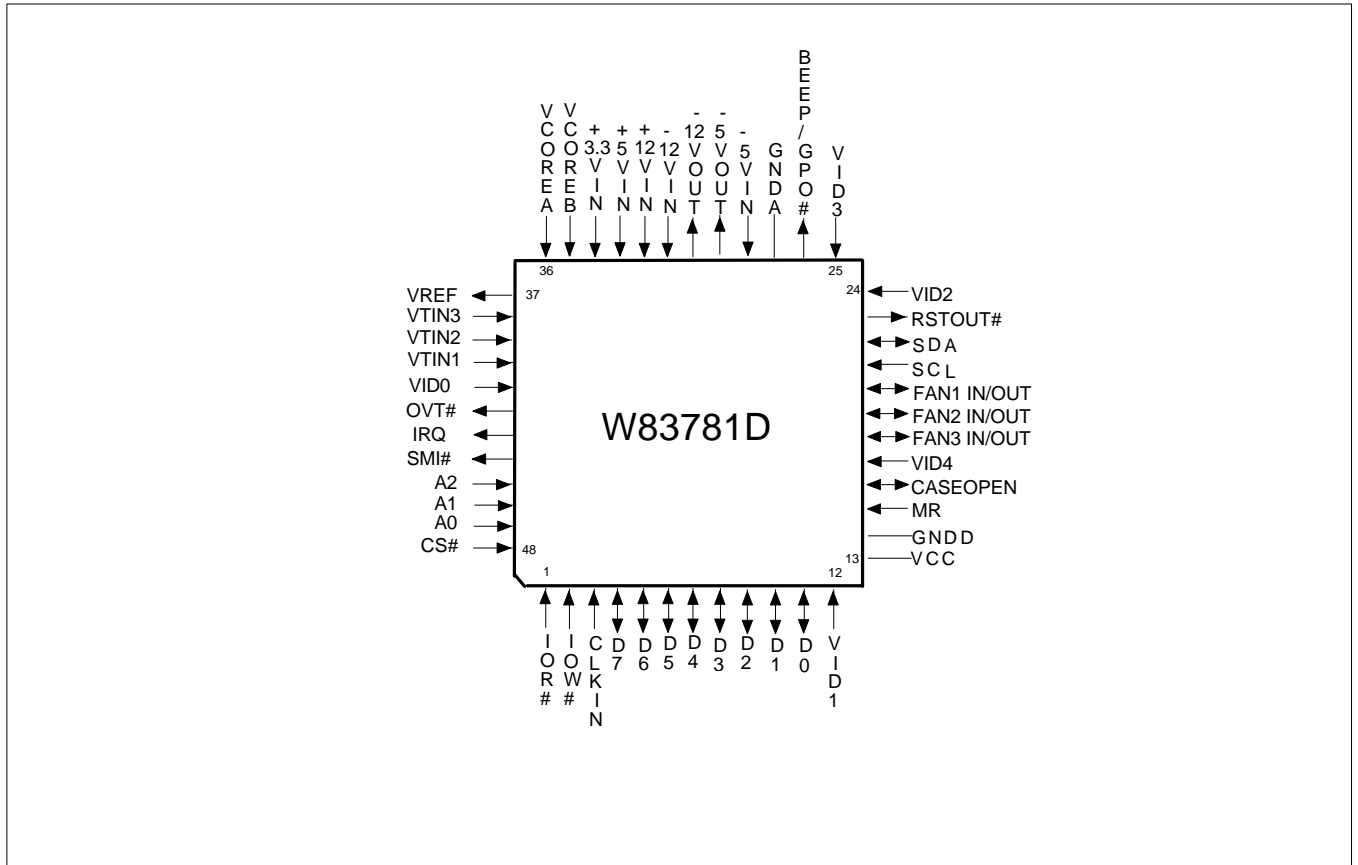 VCOREA
VCOREB
+3.3VIN
+5VIN
+12VIN
-12VIN
-12VOUT
-5VOUT
-5VIN
GNDA
BEEP/GPO#
VID3
36
25
37
24
VREF
VTIN3
VTIN2
VTIN1
VID0
OVT#
IRQ
SMI#
A2
A1
A0
CS#
W83781D
VID2
RSTOUT#
SDA
SCL
FAN1 IN/OUT
FAN2 IN/OUT
FAN3 IN/OUT
VID4
CASEOPEN
MR
GNDD
VCC
48
13
1
12
IOR#
IOW#
CLKIN
D7
D6
D5
D4
D3
D2
D1
D0
VID1